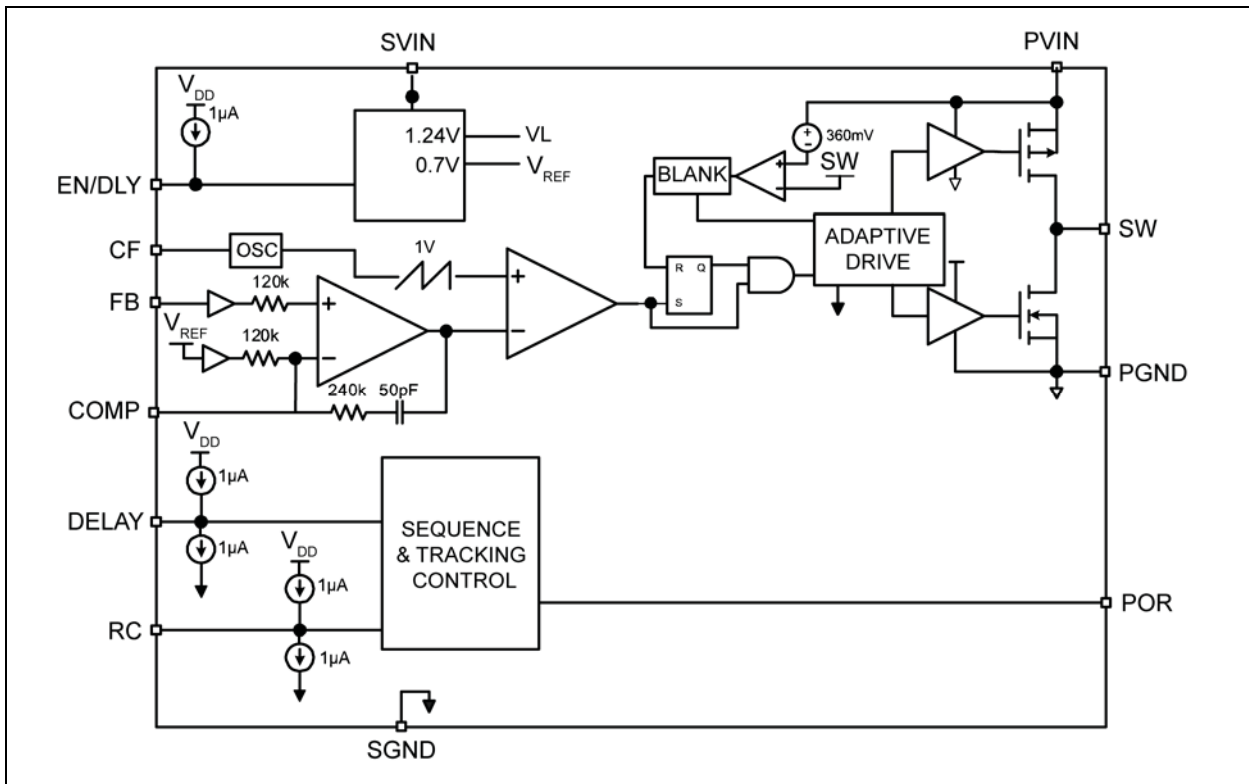 SVIN
PVIN
VDD
1µA
1.24V
VL
0.7V
VREF
EN/DLY
360mV
+
-
SW
+
-
BLANK
CF
OSC
1V
ADAPTIVE
DRIVE
SW
R Q
S
FB
120k
+
-
VREF
120k
+
-
240k
50pF
COMP
PGND
VDD
1µA
DELAY
1µA
VDD
1µA
RC
1µA
SEQUENCE
& TRACKING
CONTROL
POR
SGND